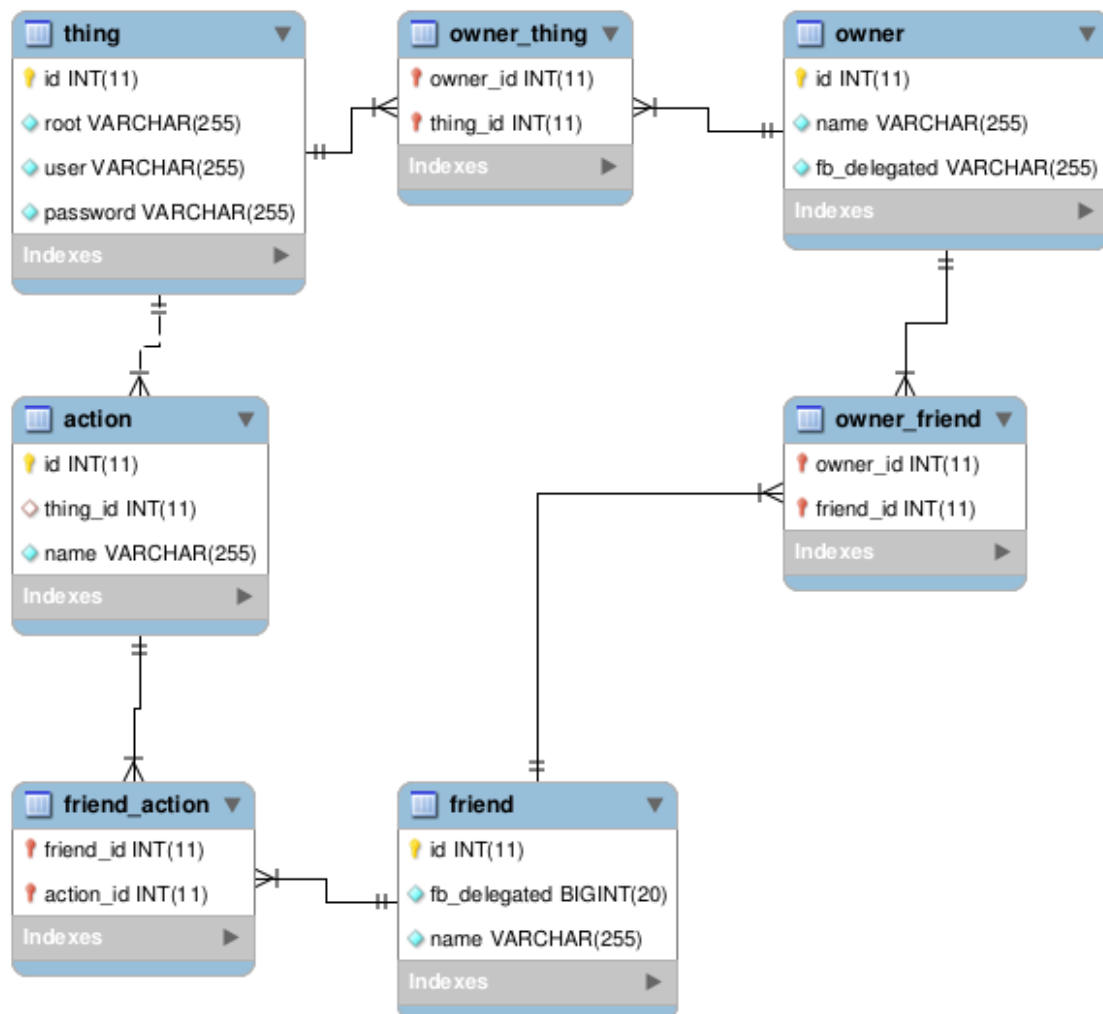 thing
id INT(11)
root VARCHAR(255)
user VARCHAR(255)
password VARCHAR(255)
Indexes
owner_thing
owner_id INT(11)
thing_id INT(11)
Indexes
owner
id INT(11)
name VARCHAR(255)
fb_delegated VARCHAR(255)
Indexes
action
id INT(11)
thing_id INT(11)
name VARCHAR(255)
Indexes
owner_friend
owner_id INT(11)
friend_id INT(11)
Indexes
friend_action
friend_id INT(11)
action_id INT(11)
Indexes
friend
id INT(11)
fb_delegated BIGINT(20)
name VARCHAR(255)
Indexes